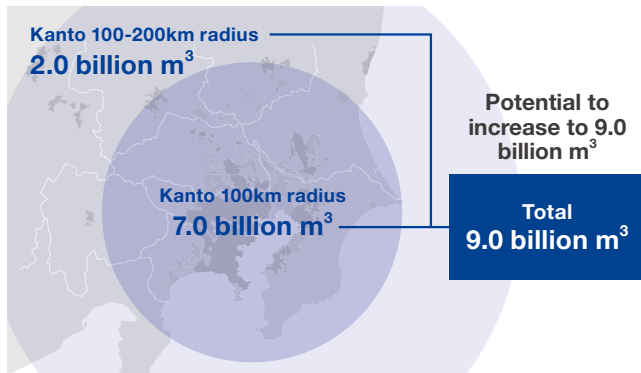 Kanto 100-200km radius
2.0 billion m³
Kanto 100km radius
7.0 billion m³
Potential to
increase to 9.0
billion m³
Total
9.0 billion m³